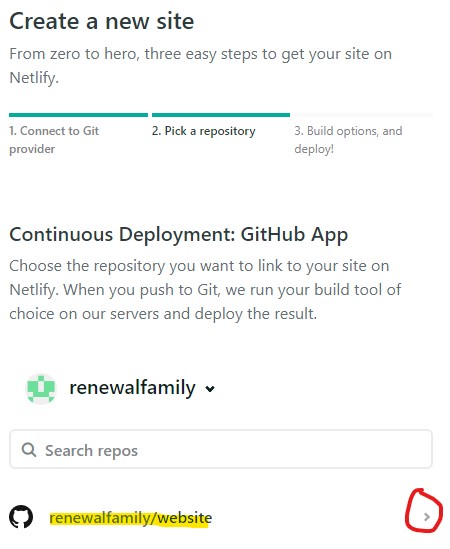 Create a new site
From zero to hero, three easy steps to get your site on
Netlify.
1. Connect to Git
provider
2. Pick a repository
3. Build options, and
deploy!
Continuous Deployment: GitHub App
Choose the repository you want to link to your site on
Netlify. When you push to Git, we run your build tool of
choice on our servers and deploy the result.
renewalfamily
Search repos
renewalfamily/website